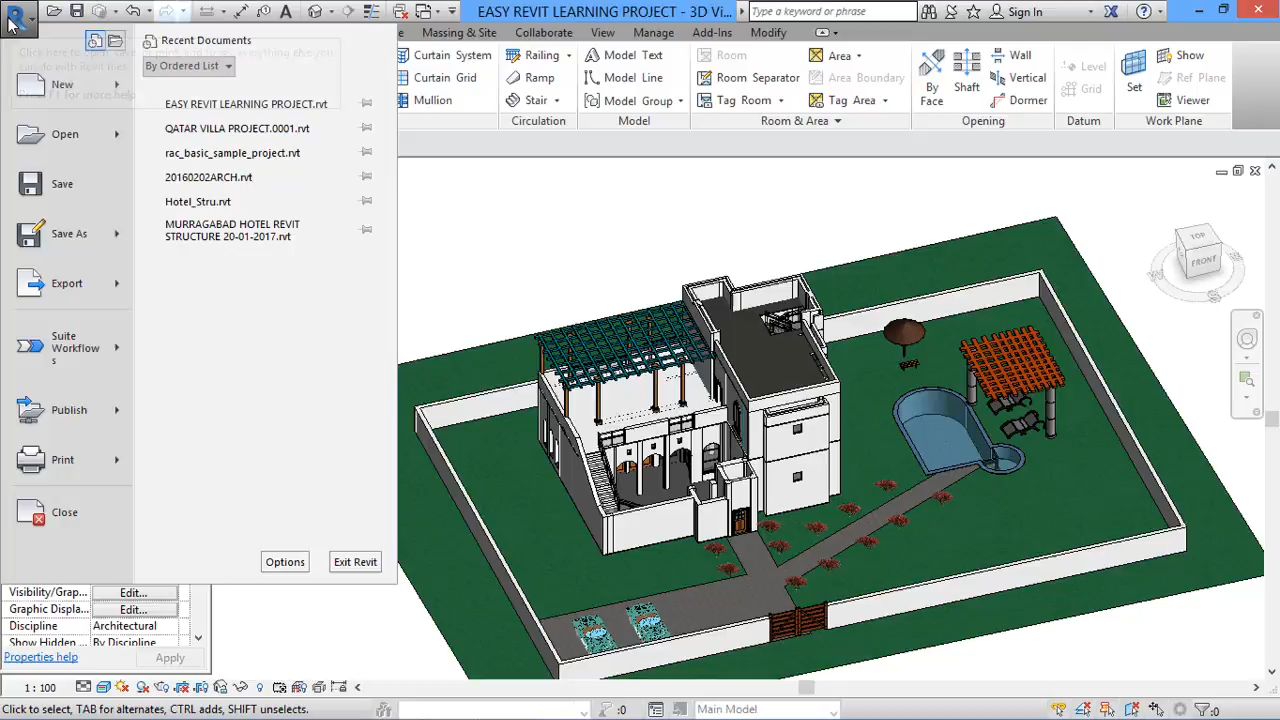 EASY REVIT LEARNING PROJECT - 3D Vi...
Type a keyword or phrase
Sign In
Massing & Site
Collaborate
View
Manage
Add-Ins
Modify
Curtain System
Curtain Grid
Mullion
Railing
Ramp
Stair
Circulation
Model Text
Model Line
Model Group
Model
Room
Room Separator
Tag Room
Area
Area Boundary
Tag Area
Room & Area
By
Face
Shaft
Wall
Vertical
Dormer
Opening
Level
Grid
Datum
Set
Show
Ref Plane
Viewer
Work Plane
Recent Documents
By Ordered List
EASY REVIT LEARNING PROJECT.rvt
QATAR VILLA PROJECT.0001.rvt
rac_basic_sample_project.rvt
20160202ARCH.rvt
Hotel_Stru.rvt
MURRAGABAD HOTEL REVIT
STRUCTURE 20-01-2017.rvt
New
Open
Save
Save As
Export
Suite
Workflow
s
Publish
Print
Close
Options
Exit Revit
TOP
FRONT
Visibility/Grap...
Edit...
Graphic Displa...
Edit...
Discipline
Architectural
Show Hidden
By Discipline
Properties help
Apply
1 : 100
Click to select, TAB for alternates, CTRL adds, SHIFT unselects.
:0
Main Model
:0